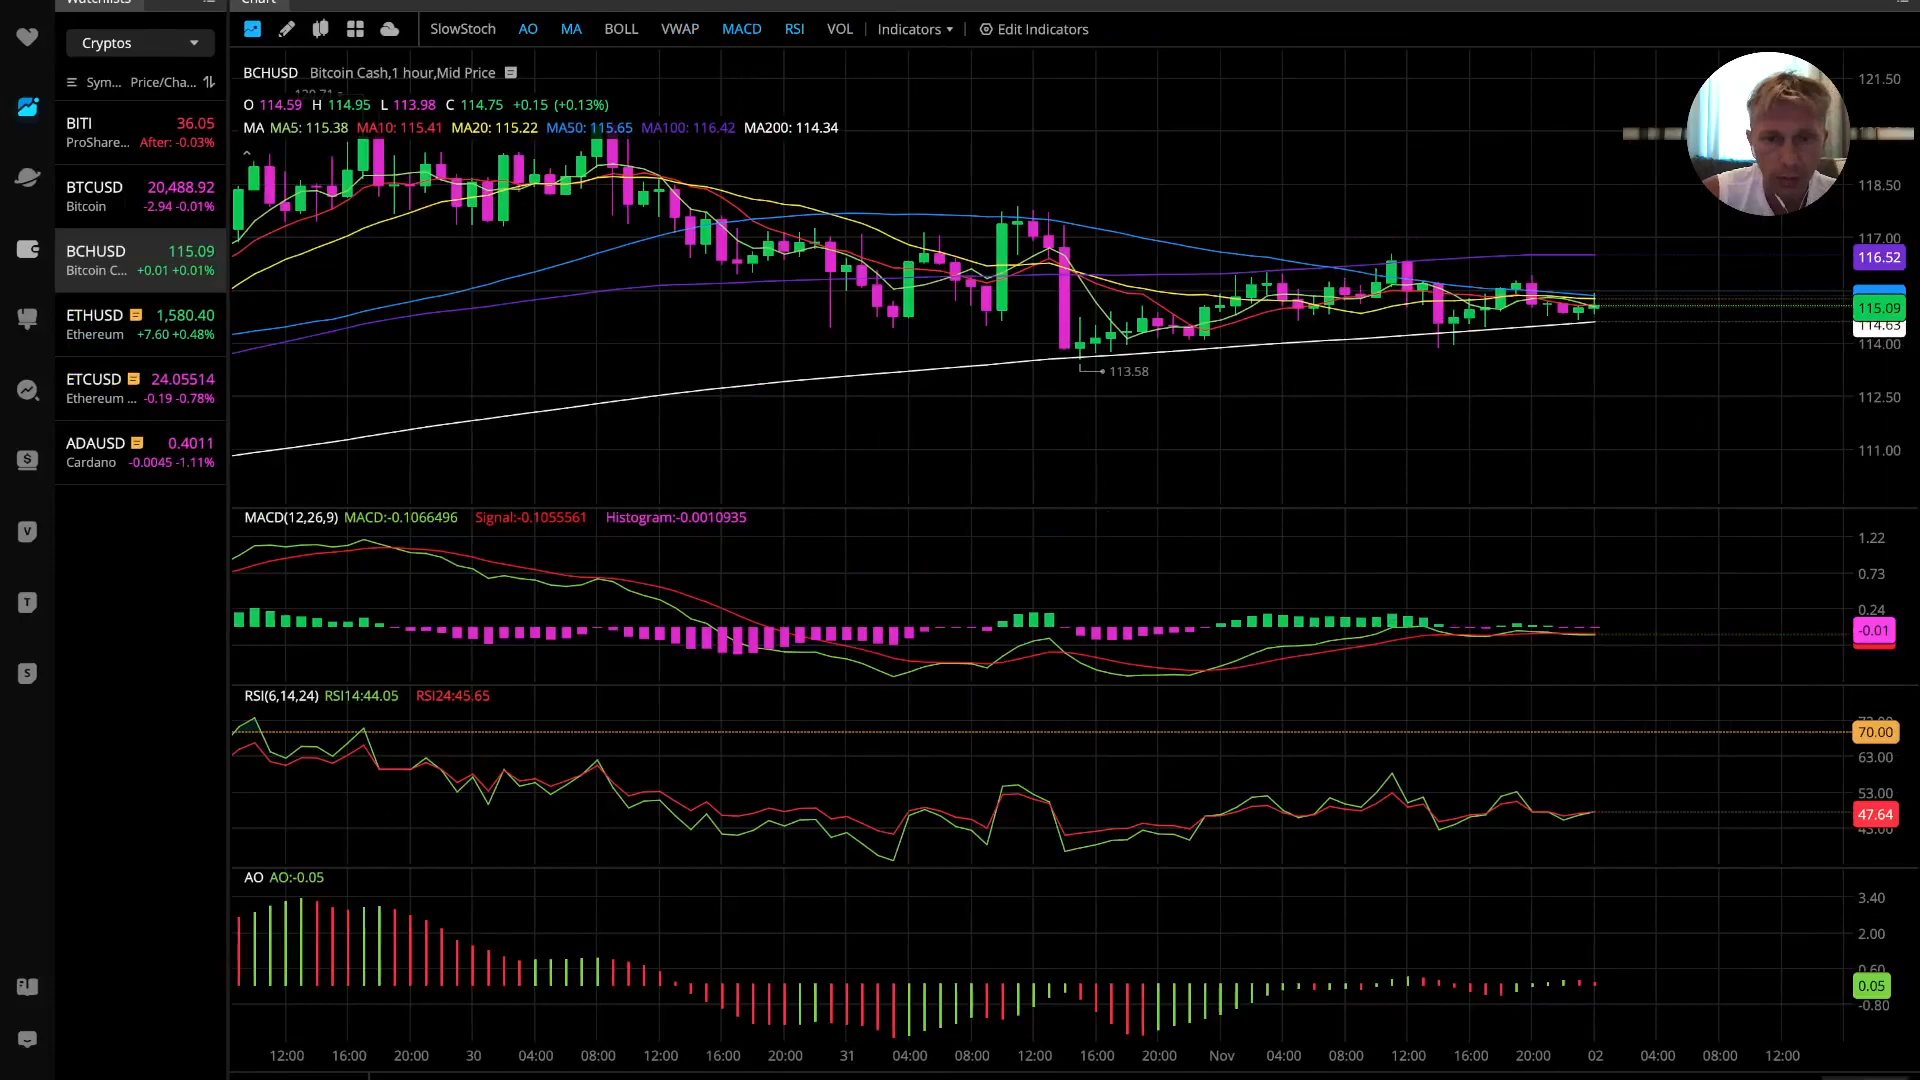 Watchlists
Chart
Cryptos
SlowStoch AO MA BOLL VWAP MACD RSI VOL Indicators Edit Indicators
Sym... Price/Cha...
BITI 36.05
ProShare... After: -0.03%
BTCUSD 20,488.92
Bitcoin -2.94 -0.01%
BCHUSD 115.09
Bitcoin C... +0.01 +0.01%
ETHUSD 1,580.40
Ethereum +7.60 +0.48%
ETCUSD 24.05514
Ethereum ... -0.19 -0.78%
ADAUSD 0.4011
Cardano -0.0045 -1.11%
$
V
T
S
BCHUSD Bitcoin Cash,1 hour,Mid Price
O 114.59 H 114.95 L 113.98 C 114.75 +0.15 (+0.13%)
MA MA5: 115.38 MA10: 115.41 MA20: 115.22 MA50: 115.65 MA100: 116.42 MA200: 114.34
113.58
121.50
118.50
117.00
116.52
115.09
114.63
114.00
112.50
111.00
MACD(12,26,9) MACD:-0.1066496 Signal:-0.1055561 Histogram:-0.0010935
1.22
0.73
0.24
-0.01
RSI(6,14,24) RSI14:44.05 RSI24:45.65
70.00
63.00
53.00
47.64
43.00
AO AO:-0.05
3.40
2.00
0.60
0.05
-0.80
12:00 16:00 20:00 30 04:00 08:00 12:00 16:00 20:00 31 04:00 08:00 12:00 16:00 20:00 Nov 04:00 08:00 12:00 16:00 20:00 02 04:00 08:00 12:00